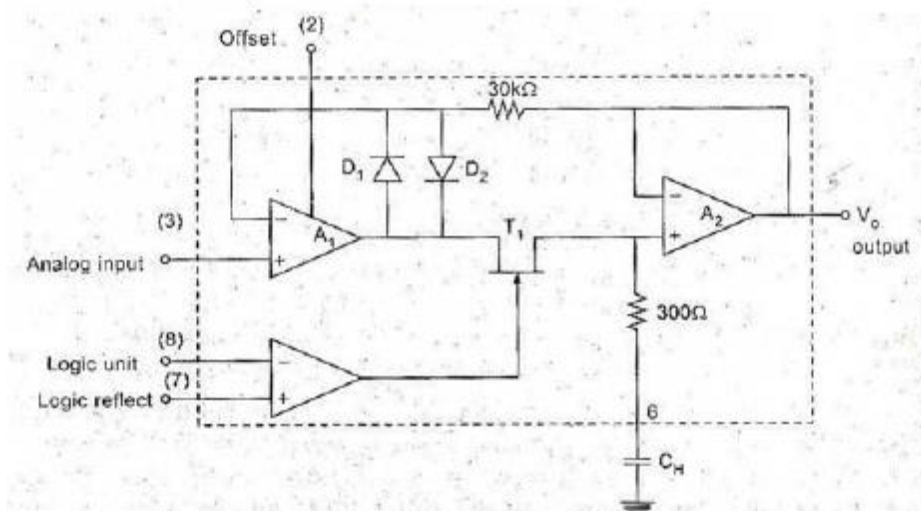 Offset (2)
30kΩ
D1 D2
(3)
A1
T1
A2
Vo
output
Analog input
300Ω
(8)
Logic unit
(7)
Logic reflect
6
CH